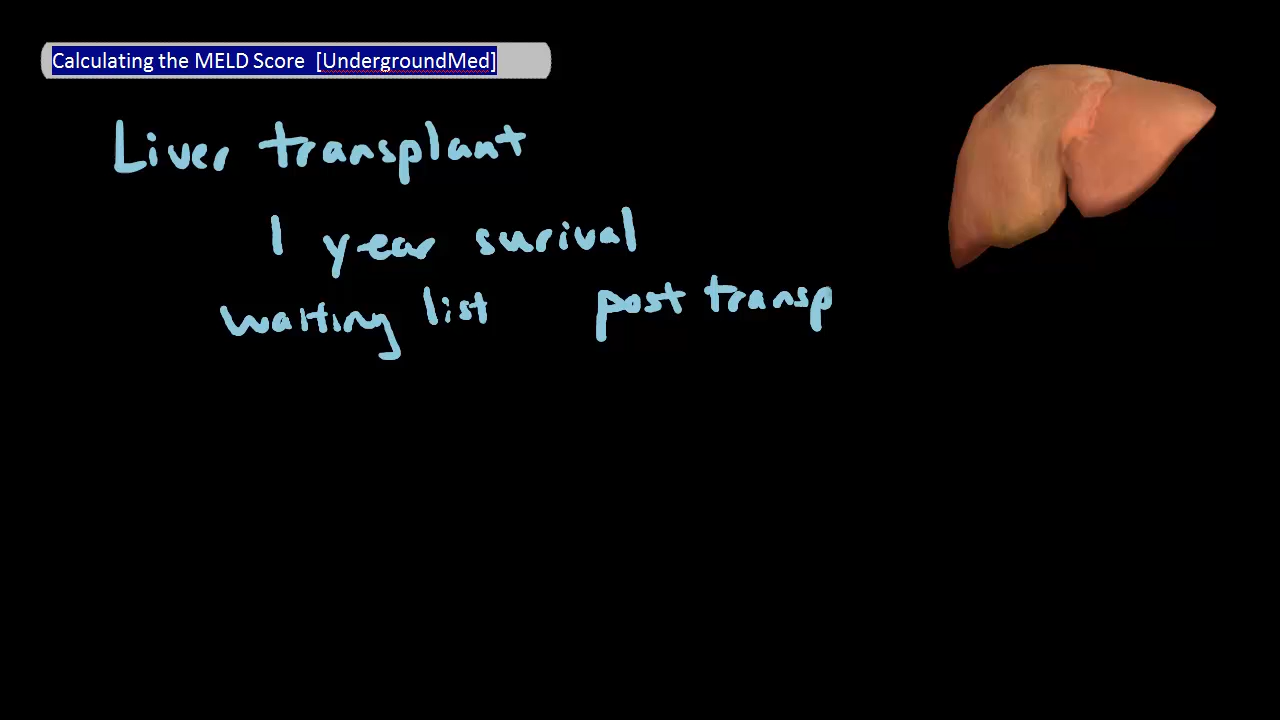 Calculating the MELD Score [UndergroundMed]
Liver transplant
1 year surival
waiting list post transp